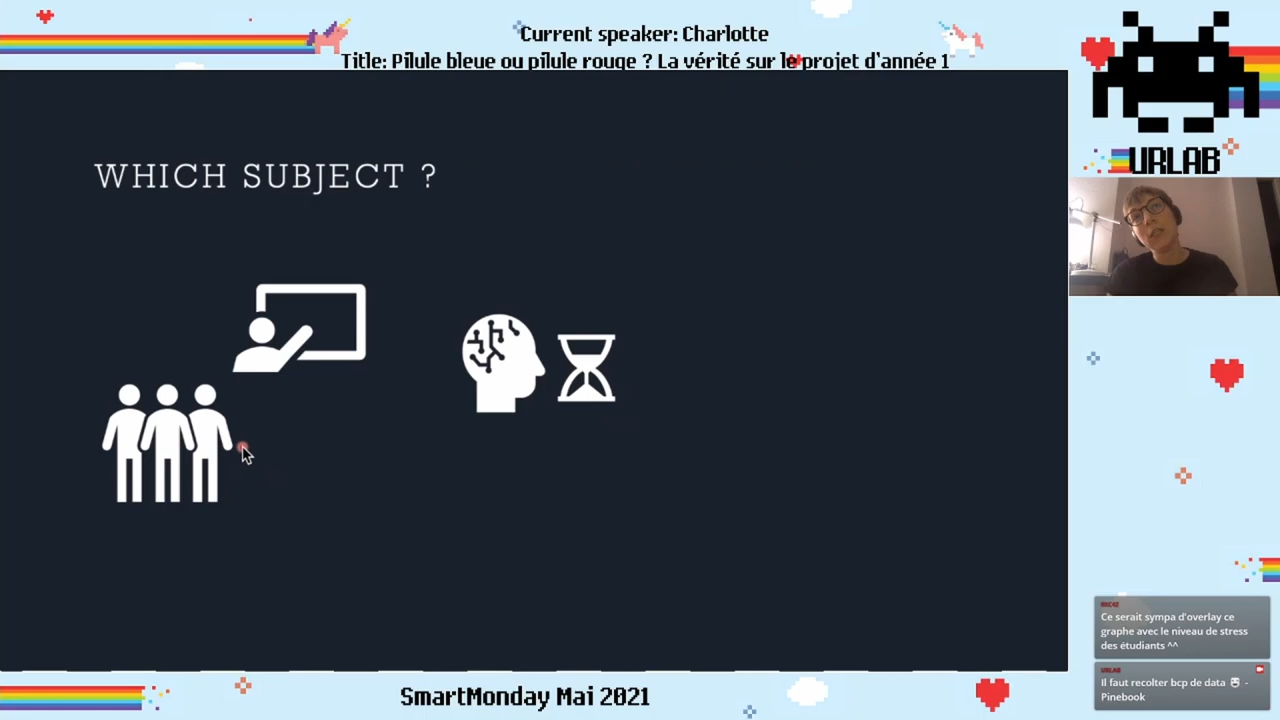 Current speaker: Charlotte
Title: Pilule bleue ou pilule rouge ? La vérité sur le projet d'année 1
URLAB
WHICH SUBJECT ?
Ce serait sympa d'overlay ce
graphe avec le niveau de stress
des étudiants ^^
URLAB
Il faut recolter bcp de data 😇 -
Pinebook
SmartMonday Mai 2021